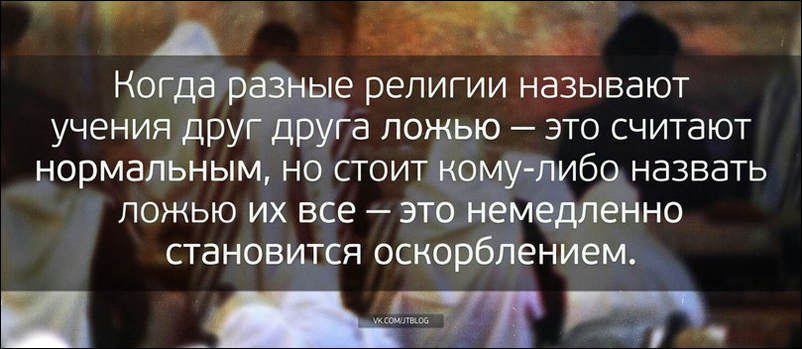 Когда разные религии называют
учения друг друга ложью – это считают
нормальным, но стоит кому-либо назвать
ложью их все – это немедленно
становится оскорблением.
VK.COM/JTBLOG